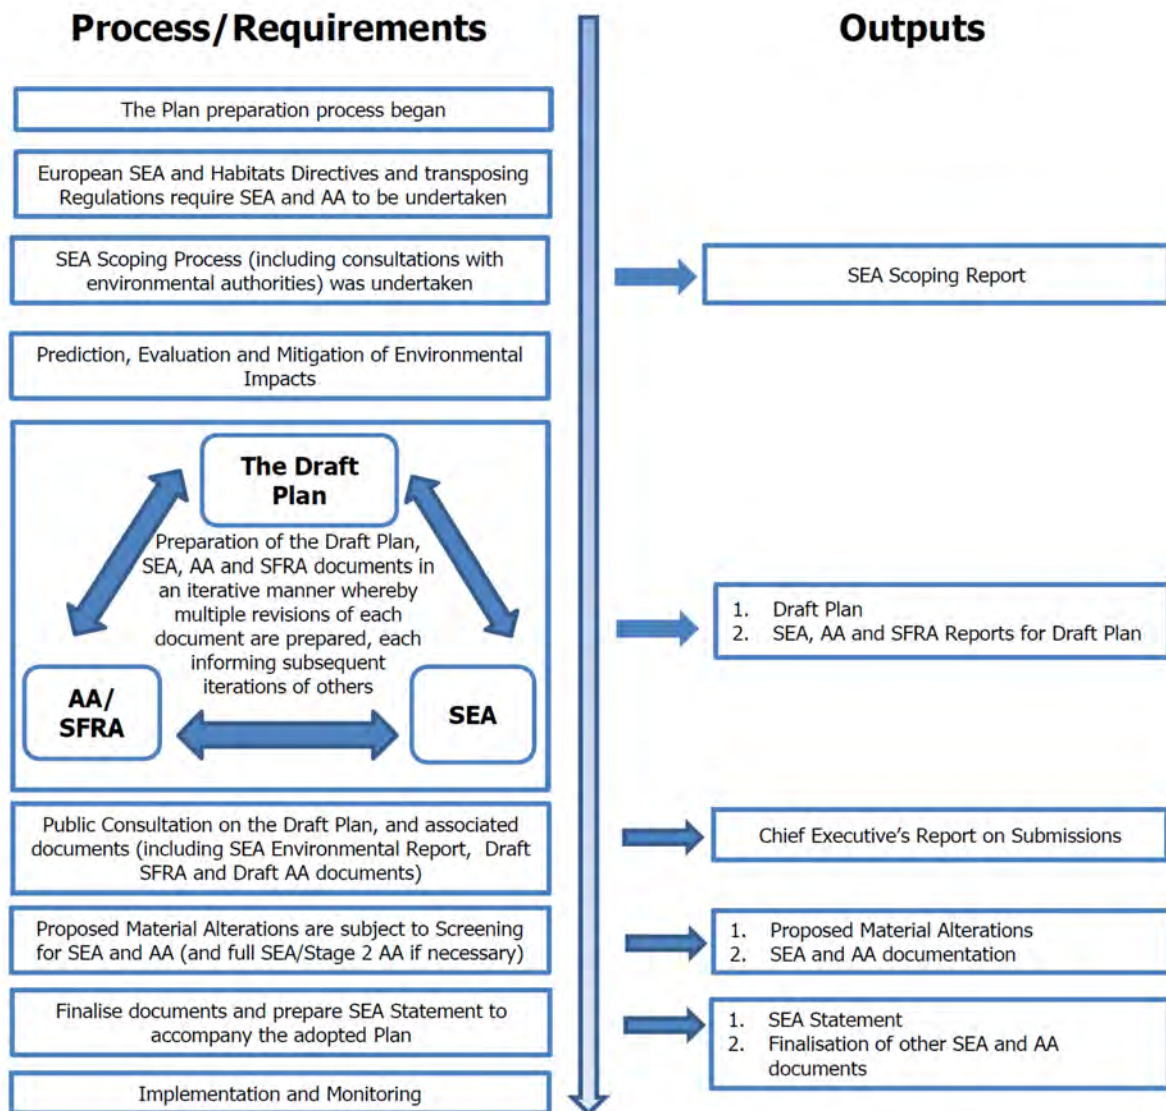 Process/Requirements
Outputs
The Plan preparation process began
European SEA and Habitats Directives and transposing
Regulations require SEA and AA to be undertaken
SEA Scoping Process (including consultations with
environmental authorities) was undertaken
SEA Scoping Report
Prediction, Evaluation and Mitigation of Environmental
Impacts
The Draft
Plan
Preparation of the Draft Plan,
SEA, AA and SFRA documents in
an iterative manner whereby
multiple revisions of each
document are prepared, each
informing subsequent
iterations of others
AA/
SFRA
SEA
1. Draft Plan
2. SEA, AA and SFRA Reports for Draft Plan
Public Consultation on the Draft Plan, and associated
documents (including SEA Environmental Report, Draft
SFRA and Draft AA documents)
Chief Executive's Report on Submissions
Proposed Material Alterations are subject to Screening
for SEA and AA (and full SEA/Stage 2 AA if necessary)
1. Proposed Material Alterations
2. SEA and AA documentation
Finalise documents and prepare SEA Statement to
accompany the adopted Plan
1. SEA Statement
2. Finalisation of other SEA and AA
documents
Implementation and Monitoring